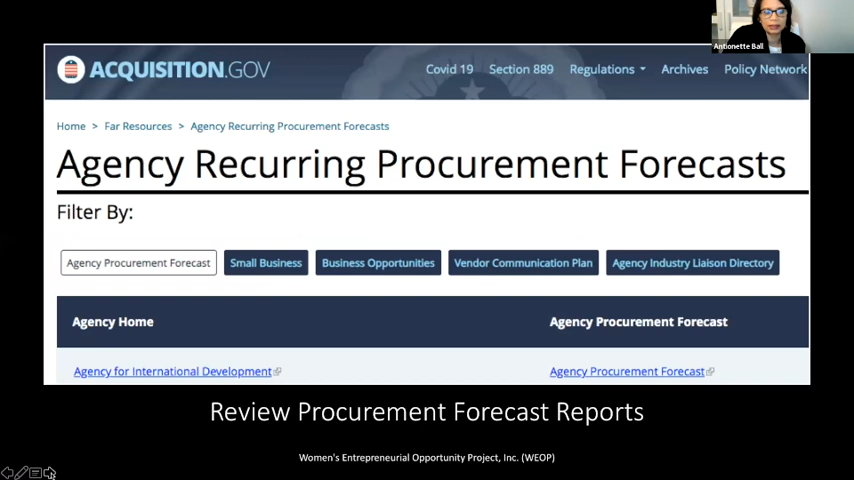 Antionette Ball
ACQUISITION.GOV
Covid 19 Section 889 Regulations Archives Policy Network
Home > Far Resources > Agency Recurring Procurement Forecasts
Agency Recurring Procurement Forecasts
Filter By:
Agency Procurement Forecast Small Business Business Opportunities Vendor Communication Plan Agency Industry Liaison Directory
Agency Home Agency Procurement Forecast
Agency for International Development Agency Procurement Forecast
Review Procurement Forecast Reports
Women's Entrepreneurial Opportunity Project, Inc. (WEOP)